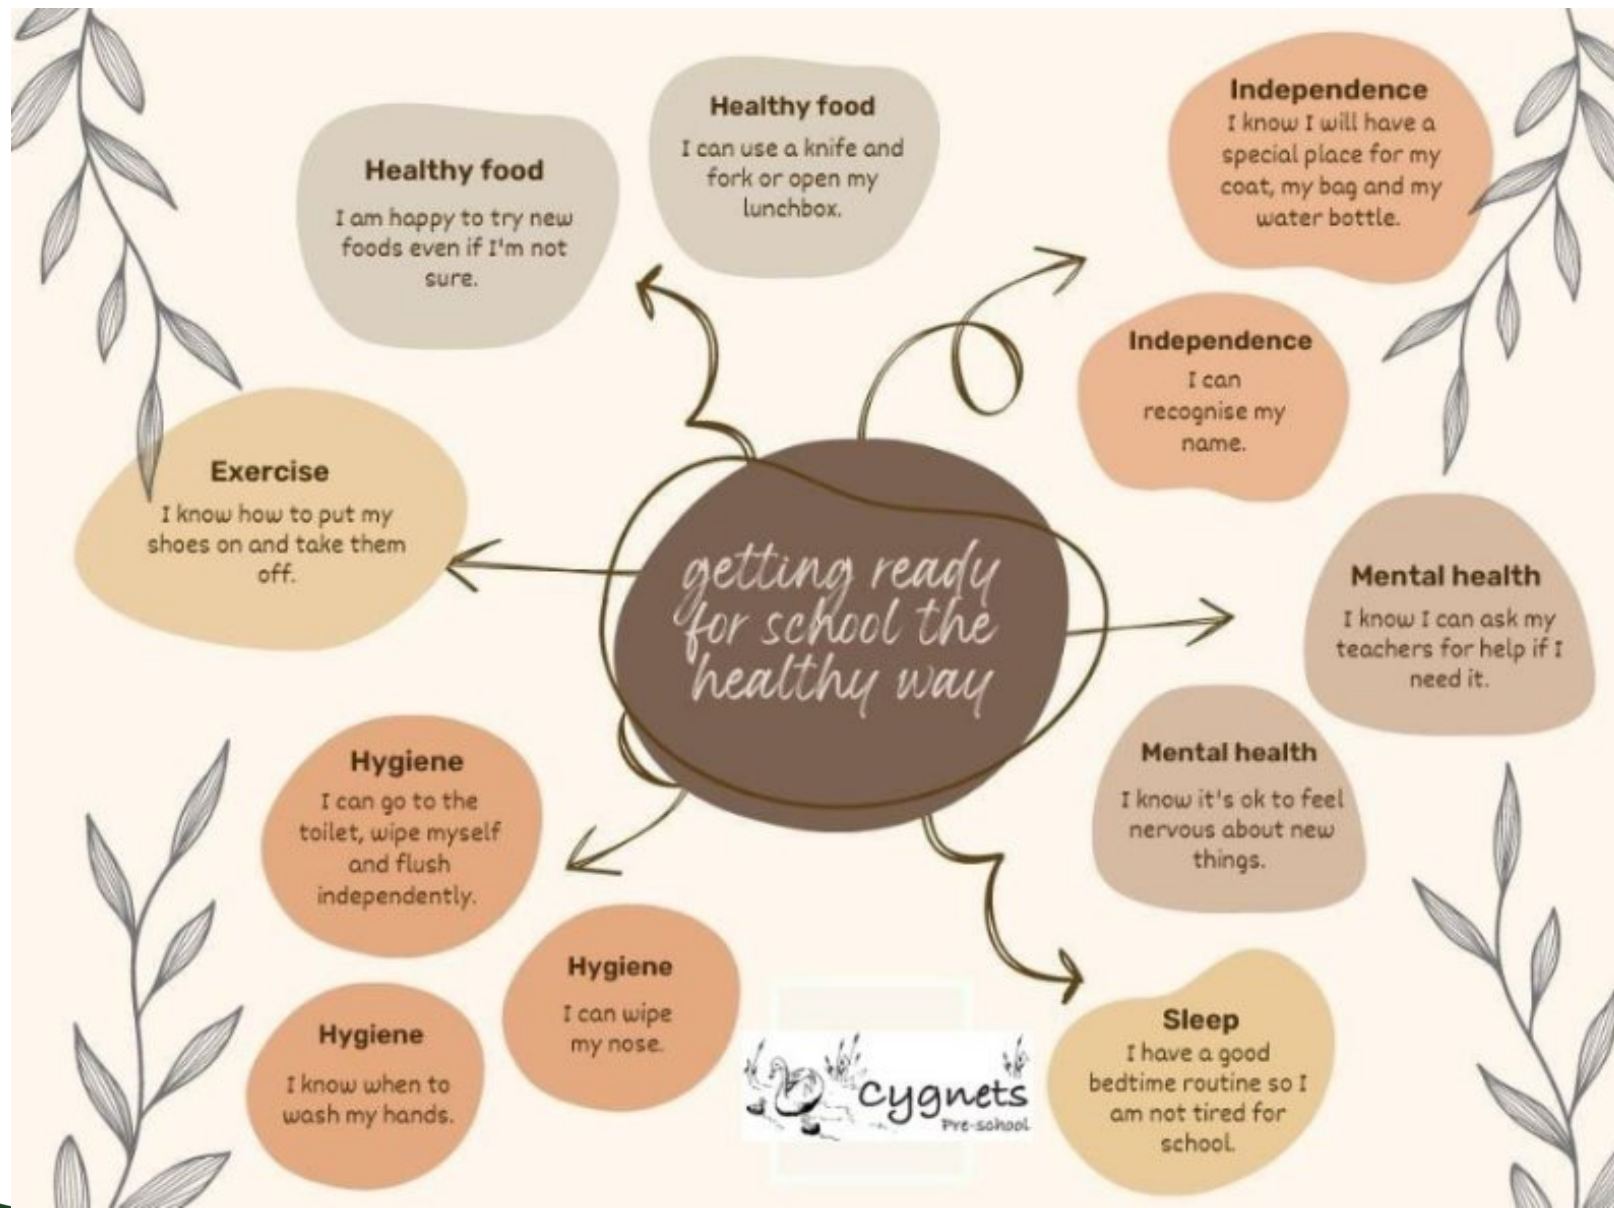 Healthy food
I am happy to try new
foods even if I'm not
sure.
Healthy food
I can use a knife and
fork or open my
lunchbox.
Independence
I know I will have a
special place for my
coat, my bag and my
water bottle.
Independence
I can
recognise my
name.
Exercise
I know how to put my
shoes on and take them
off.
getting ready
for school the
healthy way
Mental health
I know I can ask my
teachers for help if I
need it.
Mental health
I know it's ok to feel
nervous about new
things.
Hygiene
I can go to the
toilet, wipe myself
and flush
independently.
Hygiene
I can wipe
my nose.
Hygiene
I know when to
wash my hands.
Cygnets
Pre-school
Sleep
I have a good
bedtime routine so I
am not tired for
school.